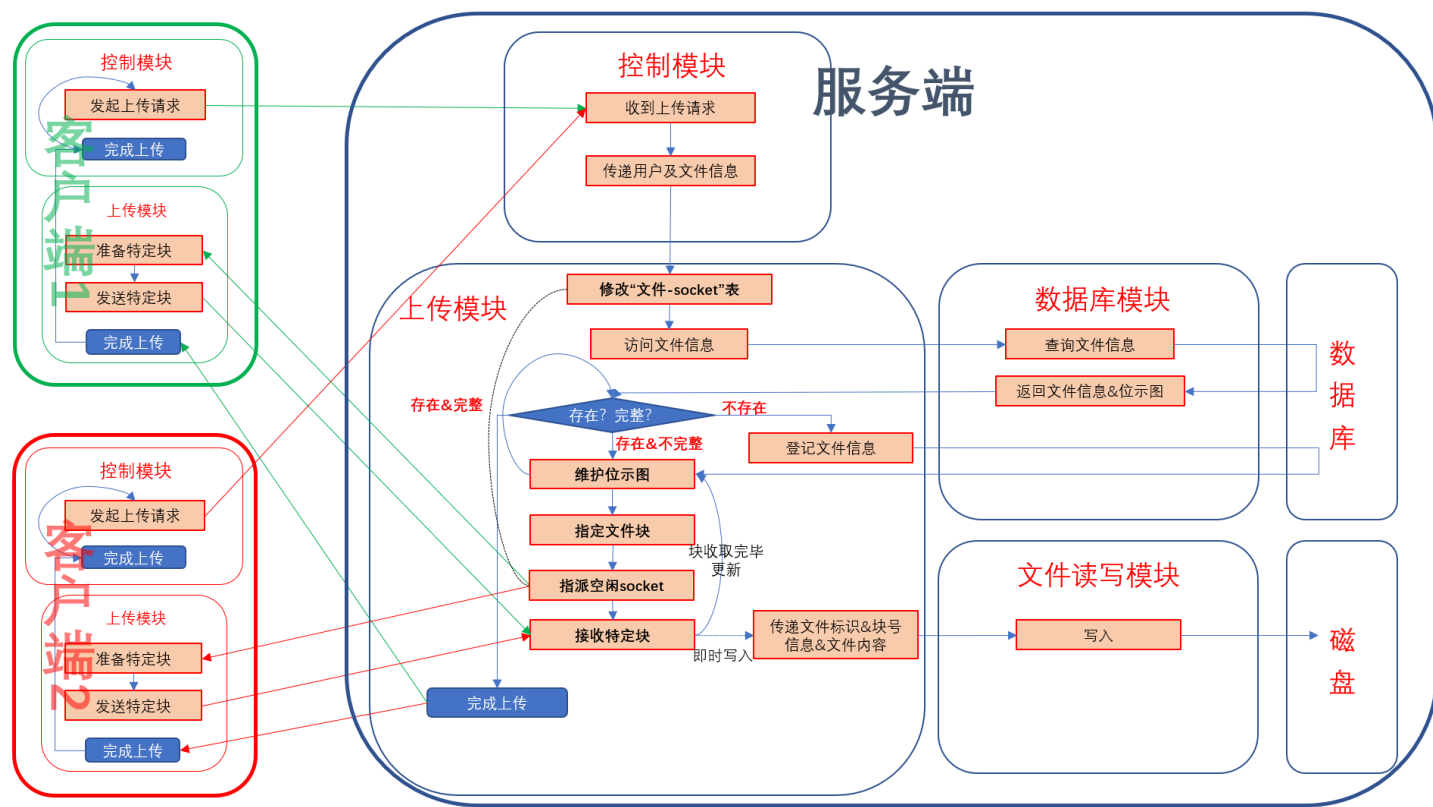 服务端
客户端1
控制模块
发起上传请求
完成上传
上传模块
准备特定块
发送特定块
完成上传
客户端2
控制模块
发起上传请求
完成上传
上传模块
准备特定块
发送特定块
完成上传
控制模块
收到上传请求
传递用户及文件信息
上传模块
修改“文件-socket”表
访问文件信息
存在？完整？
存在&完整
不存在
存在&不完整
登记文件信息
维护位示图
指定文件块
块收取完毕
更新
指派空闲socket
接收特定块
即时写入
传递文件标识&块号
信息&文件内容
完成上传
数据库模块
查询文件信息
返回文件信息&位示图
数
据
库
文件读写模块
写入
磁
盘